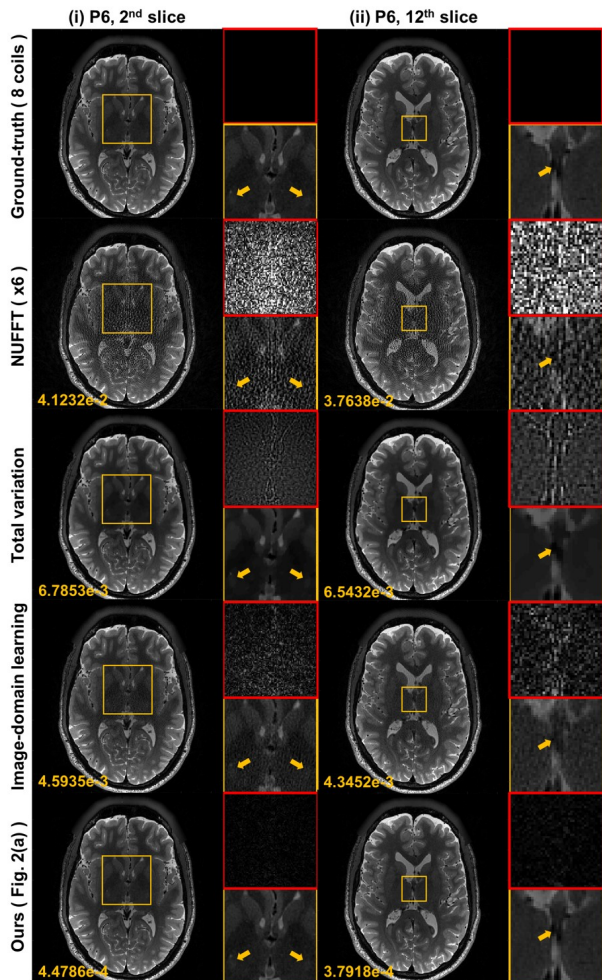 (i) P6, 2nd slice
(ii) P6, 12th slice
Ground-truth ( 8 coils )
NUFFT ( x6 )
4.1232e-2
3.7638e-2
Total variation
6.7853e-3
6.5432e-3
Image-domain learning
4.5935e-3
4.3452e-3
Ours ( Fig. 2(a) )
4.4786e-4
3.7918e-4